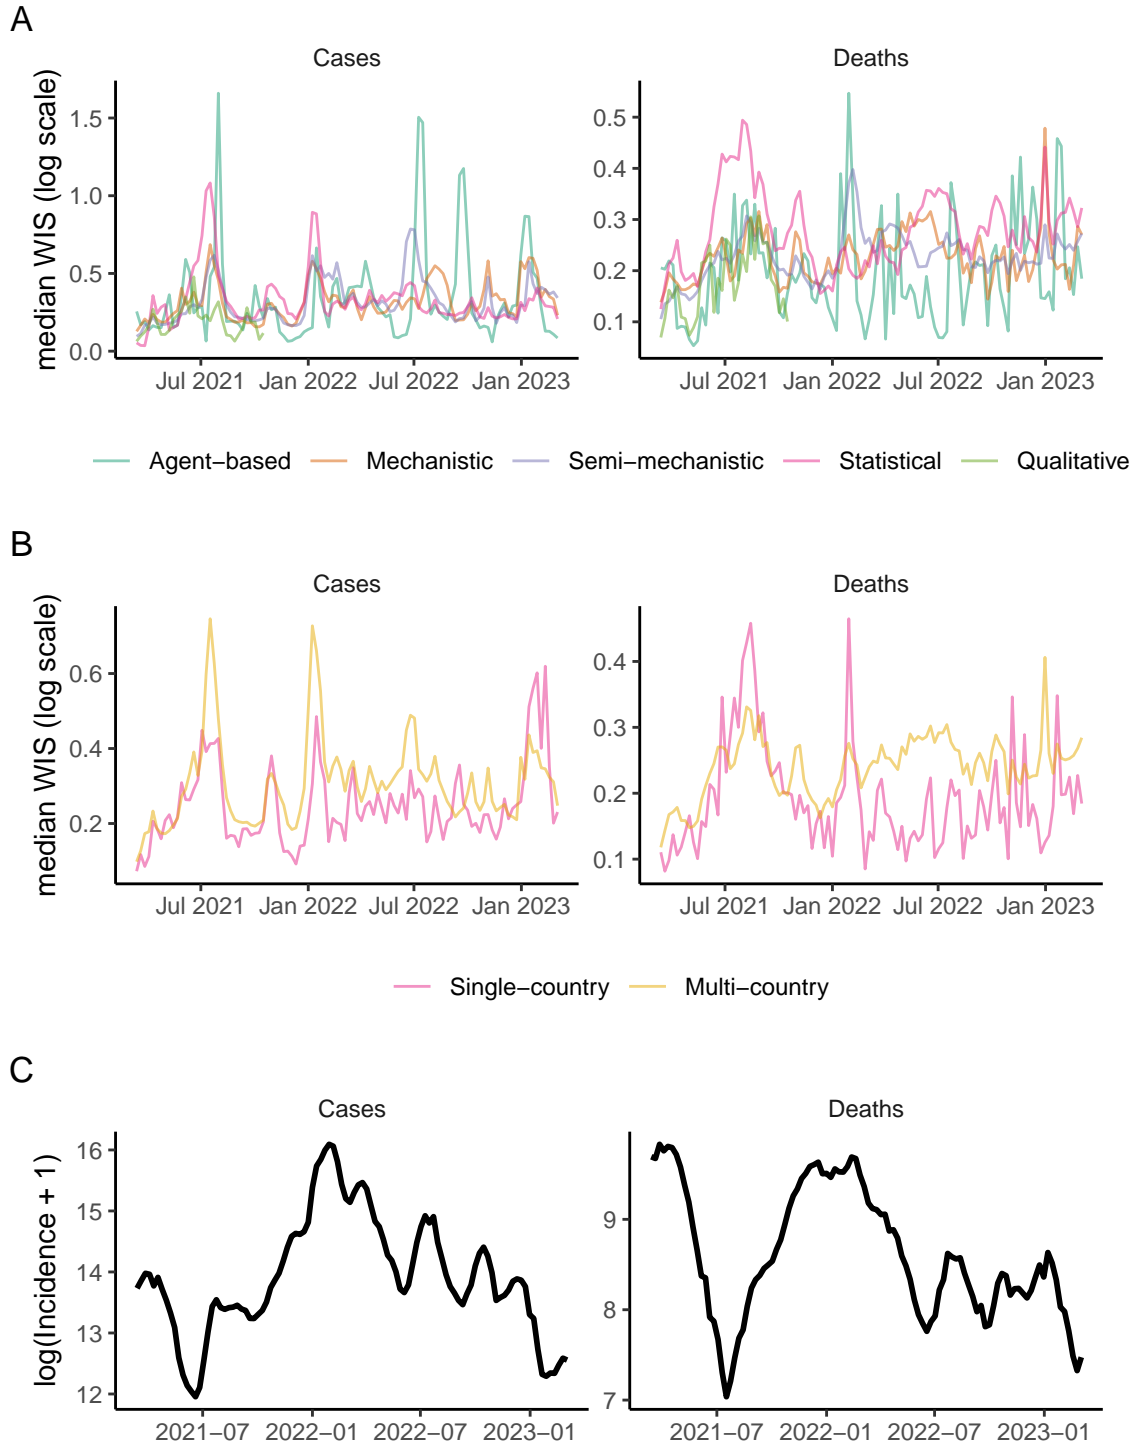 A
Cases
Deaths
median WIS (log scale)
1.5
1.0
0.5
0.0
0.5
0.4
0.3
0.2
0.1
Jul 2021 Jan 2022 Jul 2022 Jan 2023
Jul 2021 Jan 2022 Jul 2022 Jan 2023
Agent−based Mechanistic Semi−mechanistic Statistical Qualitative
B
Cases
Deaths
median WIS (log scale)
0.6
0.4
0.2
0.4
0.3
0.2
0.1
Jul 2021 Jan 2022 Jul 2022 Jan 2023
Jul 2021 Jan 2022 Jul 2022 Jan 2023
Single−country Multi−country
C
Cases
Deaths
log(Incidence + 1)
16
15
14
13
12
9
8
7
2021−07 2022−01 2022−07 2023−01
2021−07 2022−01 2022−07 2023−01